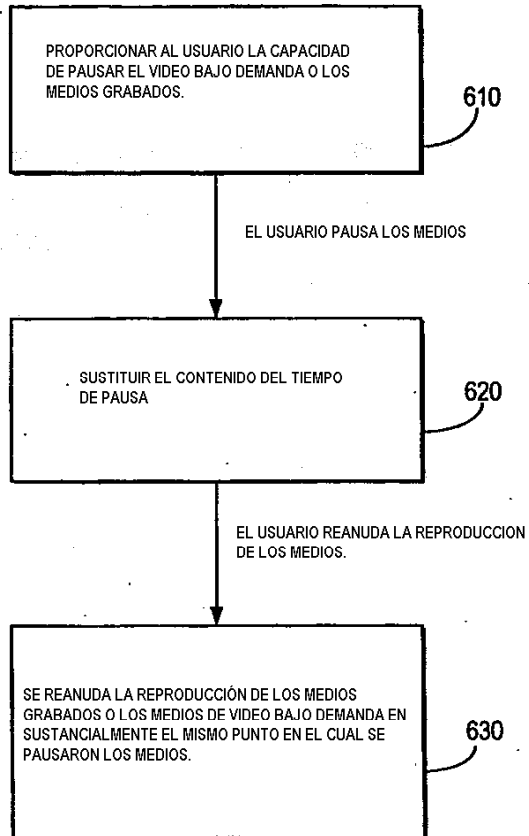 PROPORCIONAR AL USUARIO LA CAPACIDAD
DE PAUSAR EL VIDEO BAJO DEMANDA O LOS
MEDIOS GRABADOS.
610
EL USUARIO PAUSA LOS MEDIOS
SUSTITUIR EL CONTENIDO DEL TIEMPO
DE PAUSA
620
EL USUARIO REANUDA LA REPRODUCCION
DE LOS MEDIOS.
SE REANUDA LA REPRODUCCIÓN DE LOS MEDIOS
GRABADOS O LOS MEDIOS DE VIDEO BAJO DEMANDA EN
SUSTANCIALMENTE EL MISMO PUNTO EN EL CUAL SE
PAUSARON LOS MEDIOS.
630